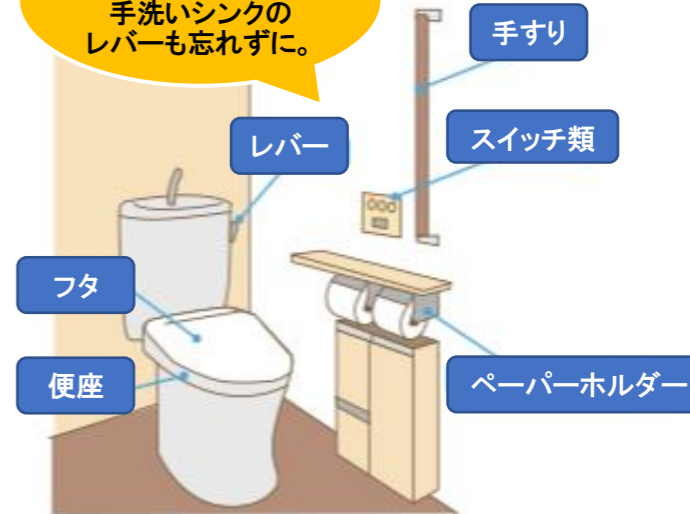 手洗いシンクの
レバーも忘れずに。
手すり
レバー
スイッチ類
フタ
便座
ペーパーホルダー